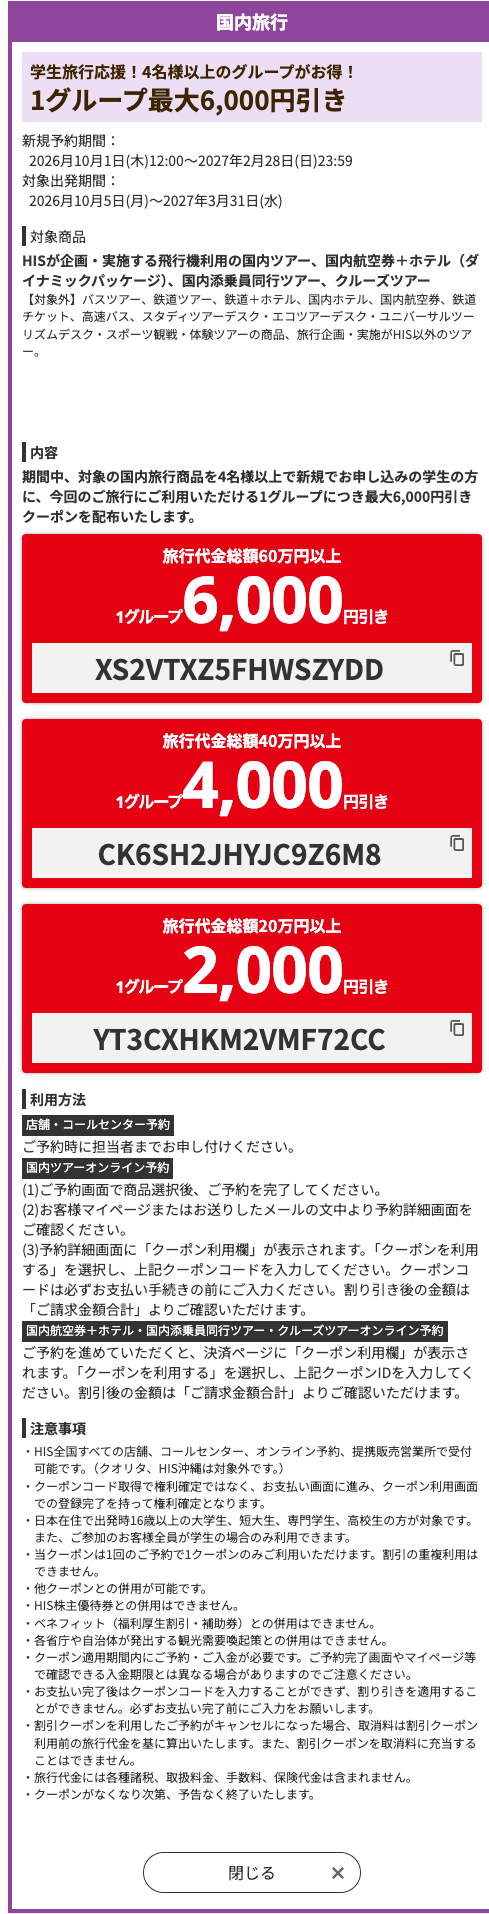 国内旅行
学生旅行応援！4名様以上のグループがお得！
1グループ最大6,000円引き
新規予約期間：
2026月10月1日(木)12:00～2027年2月28日(日)23:59
対象出発期間：
2026月10月5日(月)～2027年3月31日(水)
対象商品
HISが企画・実施する飛行機利用の国内ツアー、国内航空券＋ホテル（ダ
イナミックパッケージ）、国内添乗員同行ツアー、クルーズツアー
【対象外】バスツアー、鉄道ツアー、鉄道＋ホテル、国内ホテル、国内航空券、鉄道
チケット、高速バス、スタディツアーデスク・エコツアーデスク・ユニバーサルツー
リズムデスク・スポーツ観戦・体験ツアーの商品、旅行企画・実施がHIS以外のツア
ー。
内容
期間中、対象の国内旅行商品を4名様以上で新規でお申し込みの学生の方
に、今回のご旅行にご利用いただける1グループにつき最大6,000円引き
クーポンを配布いたします。
旅行代金総額60万円以上
1グループ6,000円引き
XS2VTXZ5FHWSZYDD
旅行代金総額40万円以上
1グループ4,000円引き
CK6SH2JHYJC9Z6M8
旅行代金総額20万円以上
1グループ2,000円引き
YT3CXHKM2VMF72CC
利用方法
店舗・コールセンター予約
ご予約時に担当者までお申し付けください。
国内ツアーオンライン予約
(1)ご予約画面で商品選択後、ご予約を完了してください。
(2)お客様マイページまたはお送りしたメールの文中より予約詳細画面を
ご確認ください。
(3)予約詳細画面に「クーポン利用欄」が表示されます。「クーポンを利用
する」を選択し、上記クーポンコードを入力してください。クーポンコ
ードは必ずお支払い手続きの前にご入力ください。割り引き後の金額は
「ご請求金額合計」よりご確認いただけます。
国内航空券＋ホテル・国内添乗員同行ツアー・クルーズツアーオンライン予約
ご予約を進めていただくと、決済ページに「クーポン利用欄」が表示さ
れます。「クーポンを利用する」を選択し、上記クーポンIDを入力してく
ださい。割引後の金額は「ご請求金額合計」よりご確認いただけます。
注意事項
・HIS全国すべての店舗、コールセンター、オンライン予約、提携販売営業所で受付
可能です。（クオリタ、HIS沖縄は対象外です。）
・クーポンコード取得で権利確定ではなく、お支払い画面に進み、クーポン利用画面
での登録完了を持って権利確定となります。
・日本在住で出発時16歳以上の大学生、短大生、専門学生、高校生の方が対象です。
また、ご参加のお客様全員が学生の場合のみ利用できます。
・当クーポンは1回のご予約で1クーポンのみご利用いただけます。割引の重複利用は
できません。
・他クーポンとの併用が可能です。
・HIS株主優待券との併用はできません。
・ベネフィット（福利厚生割引・補助券）との併用はできません。
・各省庁や自治体が発出する観光需要喚起策との併用はできません。
・クーポン適用期間内にご予約・ご入金が必要です。ご予約完了画面やマイページ等
で確認できる入金期限とは異なる場合がありますのでご注意ください。
・お支払い完了後はクーポンコードを入力することができず、割り引きを適用するこ
とができません。必ずお支払い完了前にご入力をお願いします。
・割引クーポンを利用したご予約がキャンセルになった場合、取消料は割引クーポン
利用前の旅行代金を基に算出いたします。また、割引クーポンを取消料に充当する
ことはできません。
・旅行代金には各種諸税、取扱料金、手数料、保険代金は含まれません。
・クーポンがなくなり次第、予告なく終了いたします。
閉じる ×